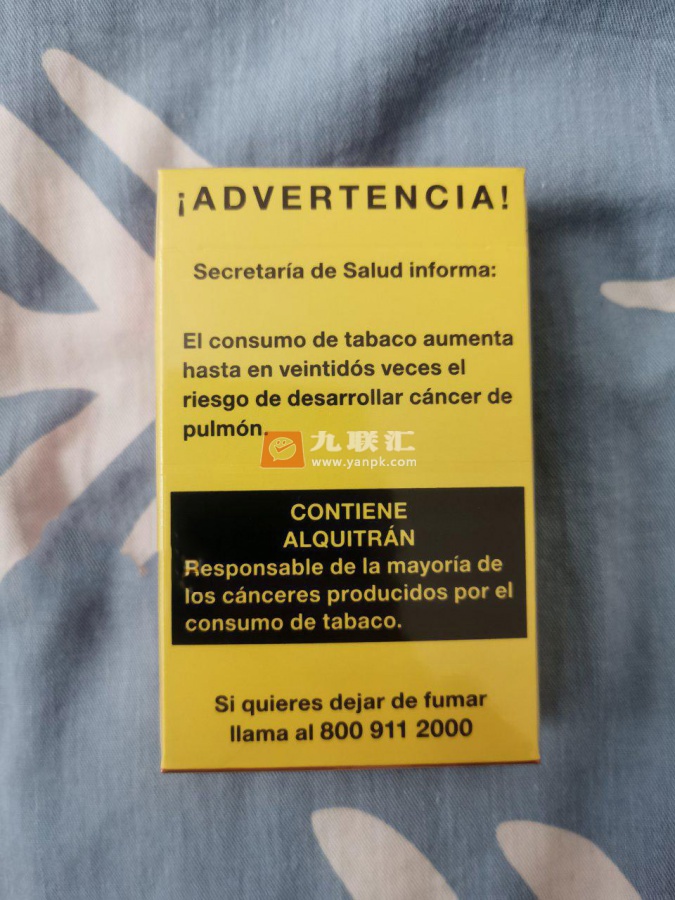 ¡ADVERTENCIA!
Secretaría de Salud informa:
El consumo de tabaco aumenta
hasta en veintidós veces el
riesgo de desarrollar cáncer de
pulmón.
九联汇
www.yanpk.com
CONTIENE
ALQUITRÁN
Responsable de la mayoría de
los cánceres producidos por el
consumo de tabaco.
Si quieres dejar de fumar
llama al 800 911 2000